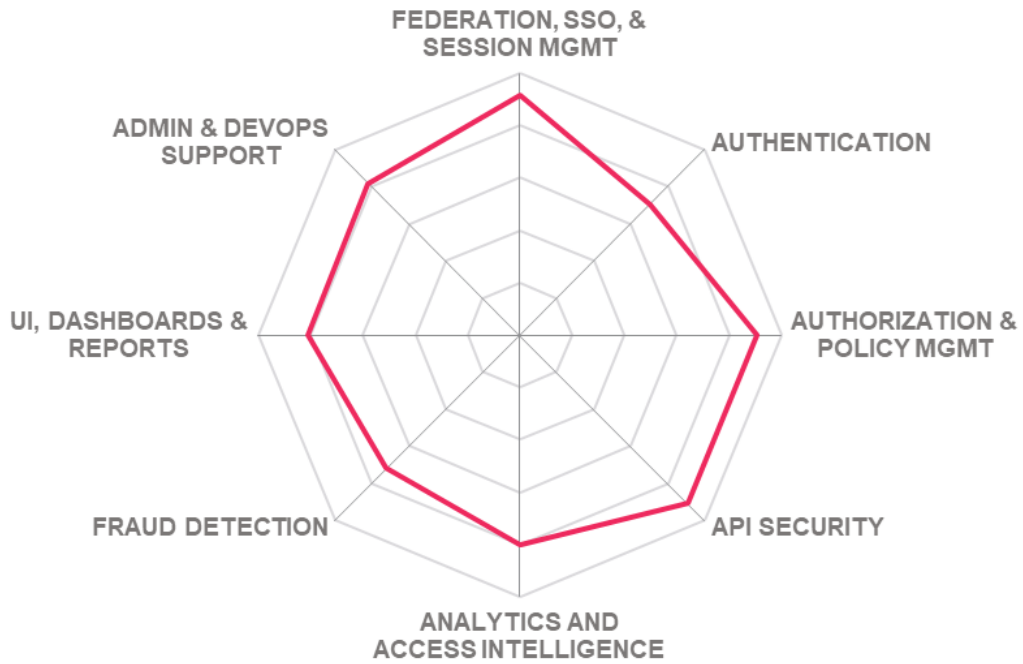 FEDERATION, SSO, &
SESSION MGMT
ADMIN & DEVOPS
SUPPORT
AUTHENTICATION
UI, DASHBOARDS &
REPORTS
AUTHORIZATION &
POLICY MGMT
FRAUD DETECTION
API SECURITY
ANALYTICS AND
ACCESS INTELLIGENCE